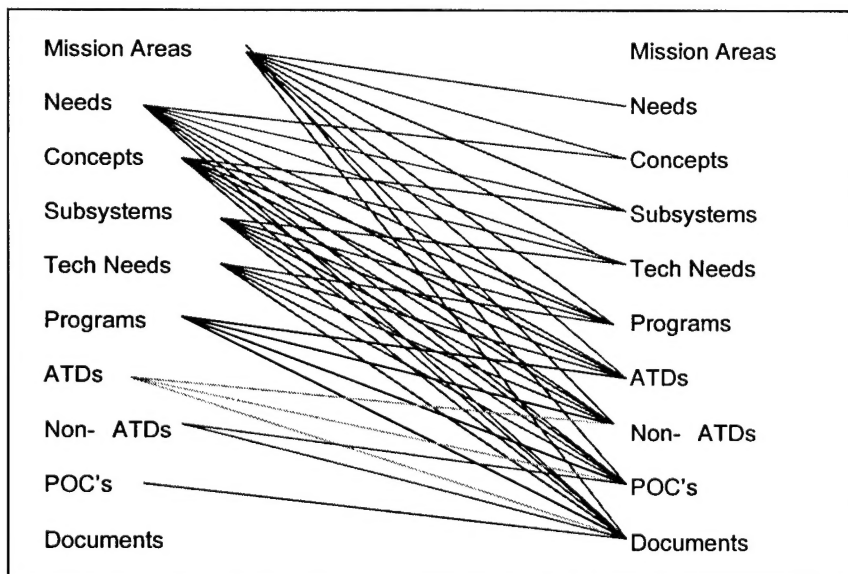 Mission Areas
Needs
Concepts
Subsystems
Tech Needs
Programs
ATDs
Non- ATDs
POC's
Documents
Mission Areas
Needs
Concepts
Subsystems
Tech Needs
Programs
ATDs
Non- ATDs
POC's
Documents